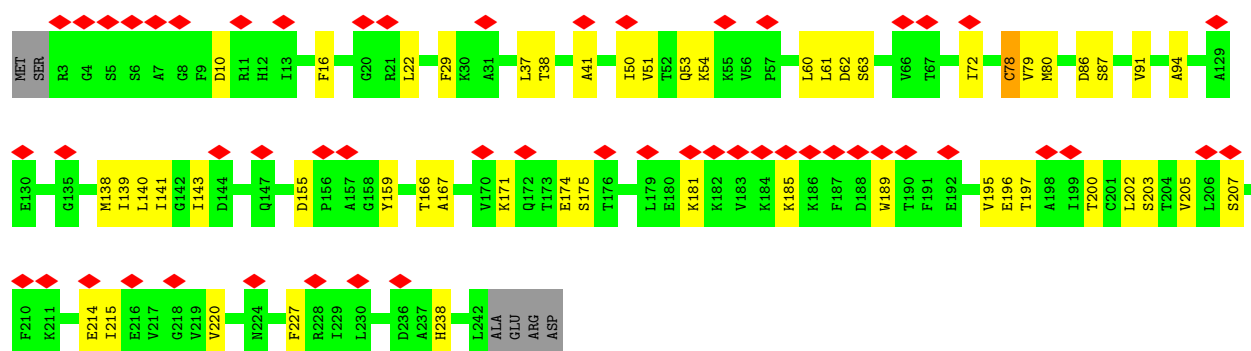 MET SER R3 G4 S5 S6 A7 G8 F9 D10 R11 H12 I13 F16 G20 R21 L22 F29 K30 A31 L37 T38 A41 I50 V51 T52 Q53 K54 K55 V56 P57 L60 L61 D62 S63 V66 T67 I72 C78 V79 M80 D86 S87 V91 A94 A129
E130 G135 M138 I139 L140 I141 G142 I143 D144 Q147 D155 P156 A157 G158 Y159 T166 A167 V170 K171 Q172 T173 E174 S175 T176 L179 E180 K181 K182 V183 K184 K185 K186 F187 D188 W189 T190 F191 E192 V195 E196 T197 A198 I199 T200 C201 L202 S203 T204 V205 L206 S207
F210 K211 E214 I215 E216 V217 G218 V219 V220 N224 F227 R228 I229 L230 D236 A237 H238 L242 ALA GLU ARG ASP